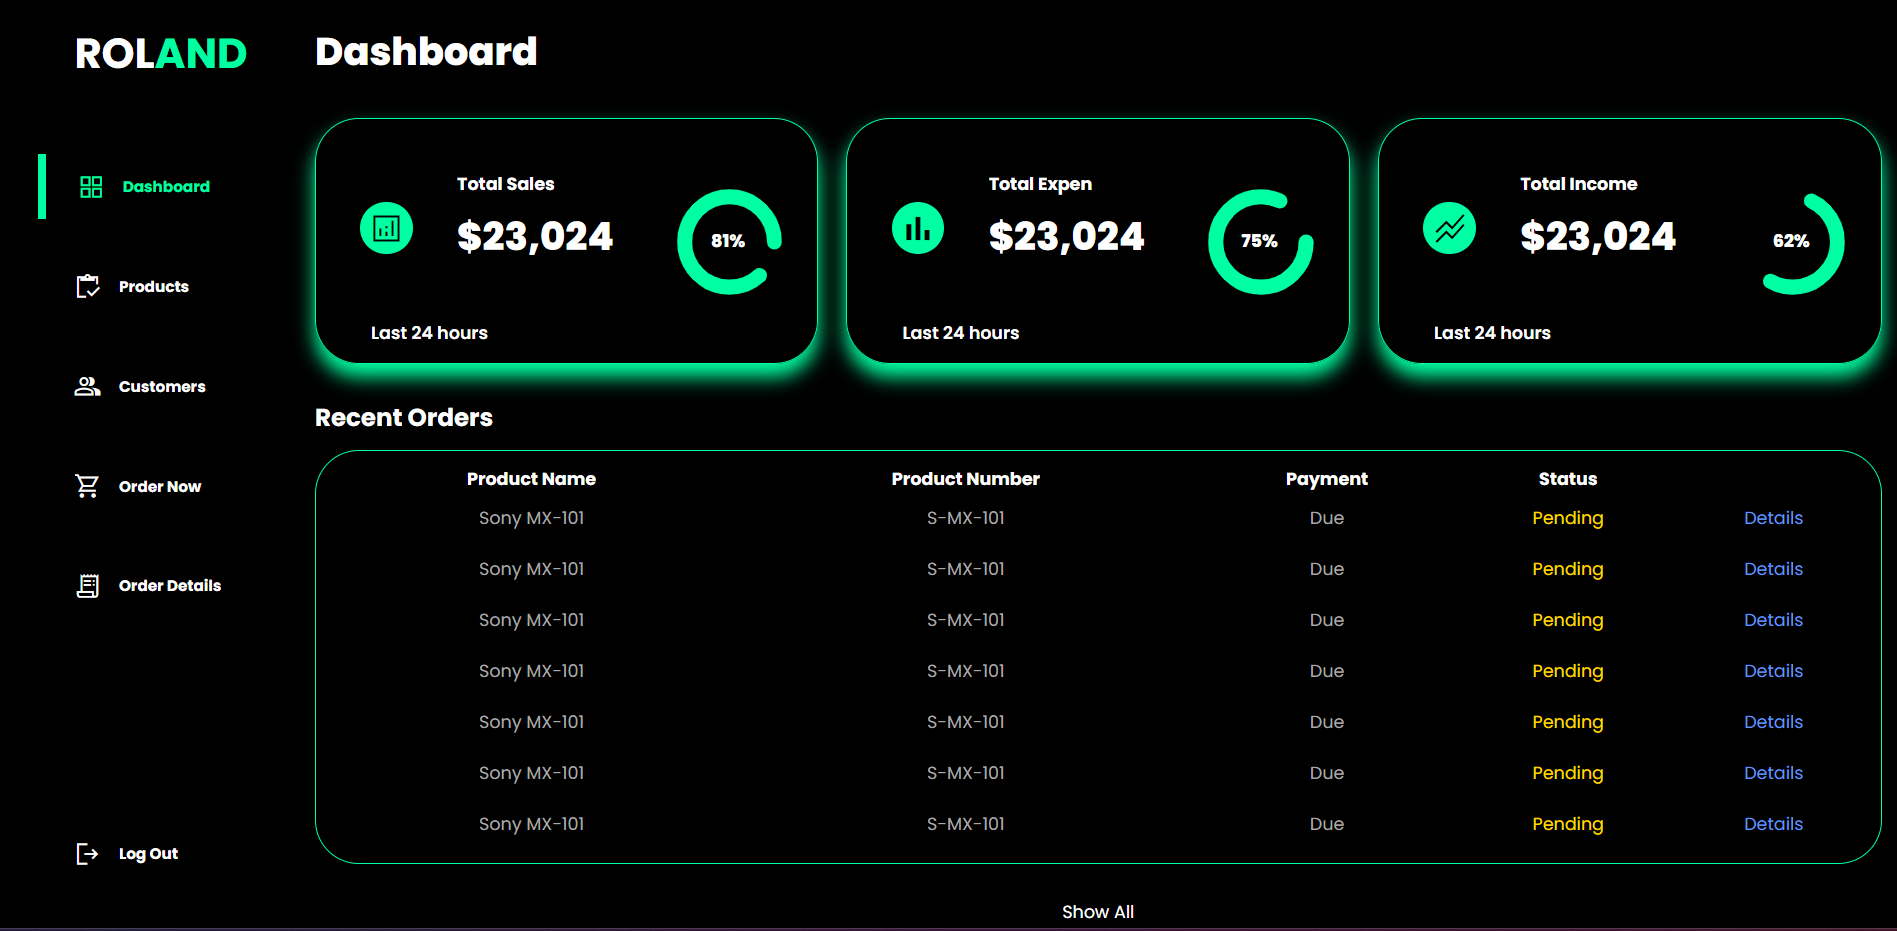 ROLAND
Dashboard
Dashboard
Products
Customers
Order Now
Order Details
Log Out
Total Sales
$23,024
81%
Last 24 hours
Total Expen
$23,024
75%
Last 24 hours
Total Income
$23,024
62%
Last 24 hours
Recent Orders
Product Name Product Number Payment Status
Sony MX-101 S-MX-101 Due Pending Details
Sony MX-101 S-MX-101 Due Pending Details
Sony MX-101 S-MX-101 Due Pending Details
Sony MX-101 S-MX-101 Due Pending Details
Sony MX-101 S-MX-101 Due Pending Details
Sony MX-101 S-MX-101 Due Pending Details
Sony MX-101 S-MX-101 Due Pending Details
Show All